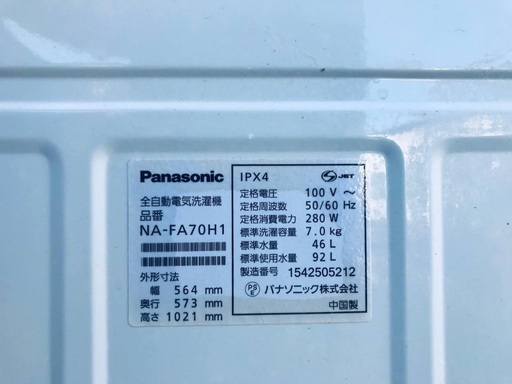 Panasonic
全自動電気洗濯機
品番
NA-FA70H1
外形寸法
幅 564 mm
奥行 573 mm
高さ 1021 mm
IPX4
S JET
定格電圧 100 V ～
定格周波数 50/60 Hz
定格消費電力 280 W
標準洗濯容量 7.0 kg
標準水量 46 L
標準使用水量 92 L
製造番号 1542505212
PS E パナソニック株式会社
中国製